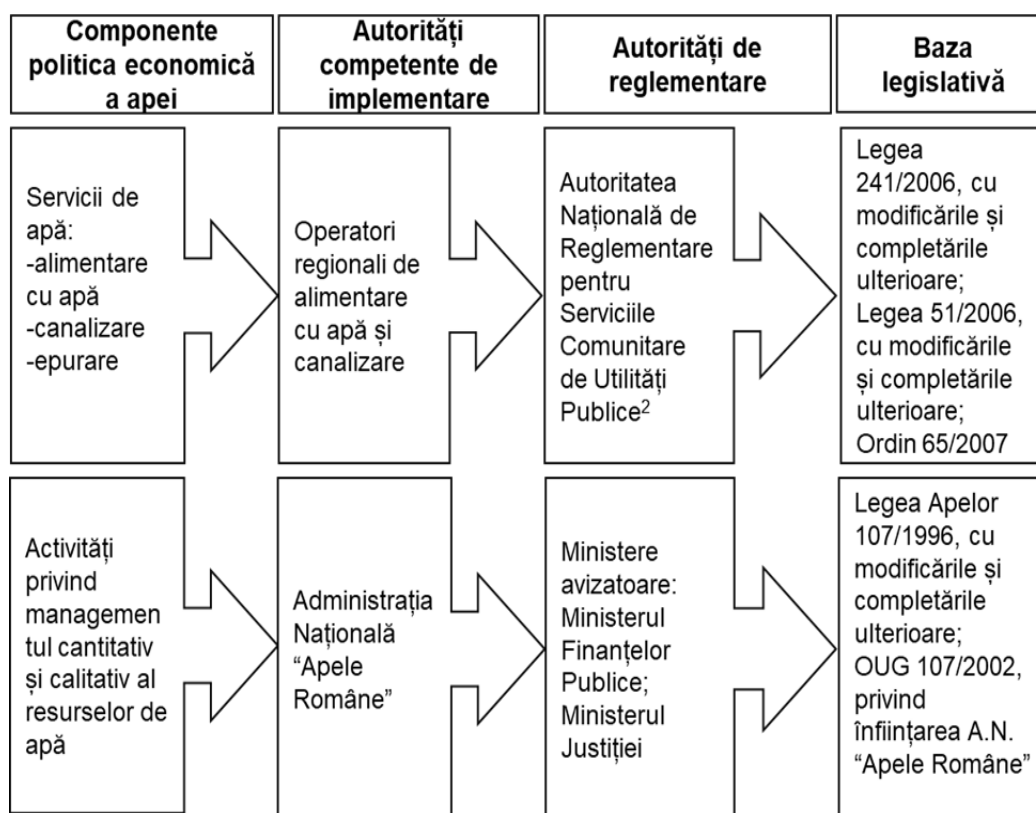 Componente
politica economică
a apei
Autorități
competente de
implementare
Autorități de
reglementare
Baza
legislativă
Servicii de
apă:
-alimentare
cu apă
-canalizare
-epurare
Operatori
regionali de
alimentare
cu apă și
canalizare
Autoritatea
Națională de
Reglementare
pentru
Serviciile
Comunitare
de Utilități
Publice²
Legea
241/2006, cu
modificările și
completările
ulterioare;
Legea 51/2006,
cu modificările
și completările
ulterioare;
Ordin 65/2007
Activități
privind
managemen
tul cantitativ
și calitativ al
resurselor de
apă
Administrația
Națională
“Apele
Române”
Ministere
avizatoare:
Ministerul
Finanțelor
Publice;
Ministerul
Justiției
Legea Apelor
107/1996, cu
modificările și
completările
ulterioare;
OUG 107/2002,
privind
înființarea A.N.
“Apele Române”